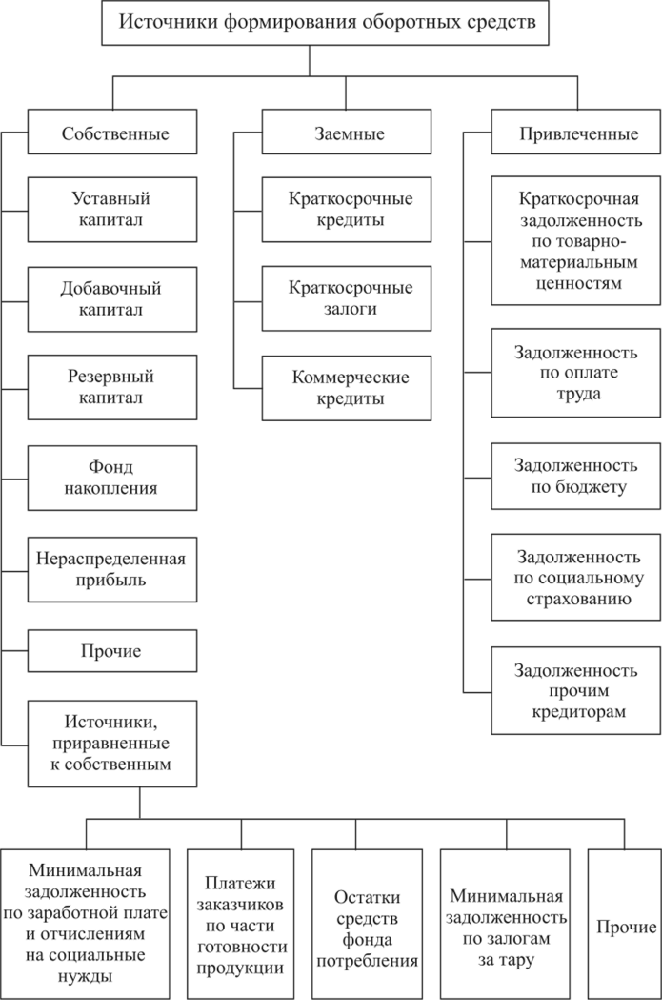 Источники формирования оборотных средств
Собственные
Заемные
Привлеченные
Уставный
капитал
Добавочный
капитал
Резервный
капитал
Фонд
накопления
Нераспределенная
прибыль
Прочие
Источники,
приравненные
к собственным
Краткосрочные
кредиты
Краткосрочные
залоги
Коммерческие
кредиты
Краткосрочная
задолженность
по товарно-
материальным
ценностям
Задолженность
по оплате
труда
Задолженность
по бюджету
Задолженность
по социальному
страхованию
Задолженность
прочим
кредиторам
Минимальная
задолженность
по заработной плате
и отчислениям
на социальные
нужды
Платежи
заказчиков
по части
готовности
продукции
Остатки
средств
фонда
потребления
Минимальная
задолженность
по залогам
за тару
Прочие